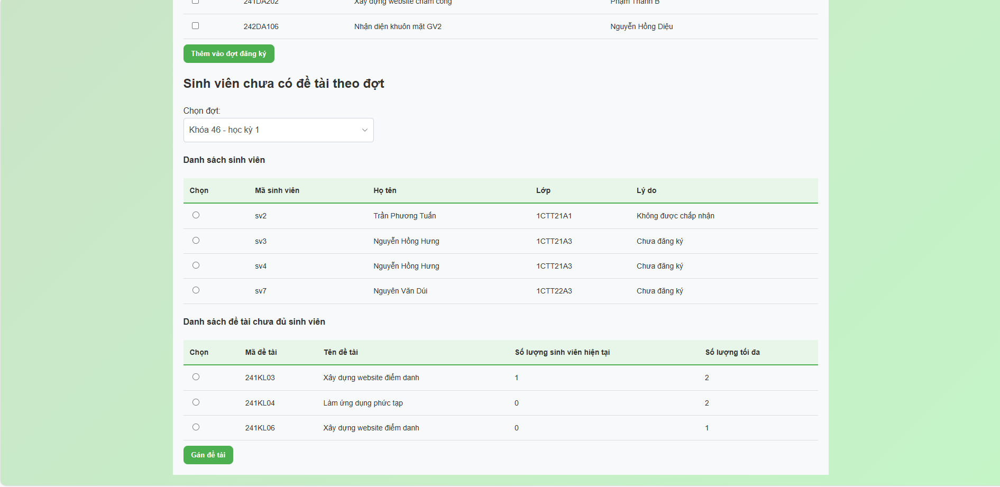 241DA202 Xây dựng website chấm công Phạm Thanh B
242DA106 Nhận diện khuôn mặt GV2 Nguyễn Hồng Diệu
Thêm vào đợt đăng ký
Sinh viên chưa có đề tài theo đợt
Chọn đợt:
Khóa 46 - học kỳ 1
Danh sách sinh viên
Chọn Mã sinh viên Họ tên Lớp Lý do
sv2 Trần Phương Tuấn 1CTT21A1 Không được chấp nhận
sv3 Nguyễn Hồng Hưng 1CTT21A3 Chưa đăng ký
sv4 Nguyễn Hồng Hưng 1CTT21A3 Chưa đăng ký
sv7 Nguyên Văn Dúi 1CTT22A3 Chưa đăng ký
Danh sách đề tài chưa đủ sinh viên
Chọn Mã đề tài Tên đề tài Số lượng sinh viên hiện tại Số lượng tối đa
241KL03 Xây dựng website điểm danh 1 2
241KL04 Làm ứng dụng phức tạp 0 2
241KL06 Xây dựng website điểm danh 0 1
Gán đề tài